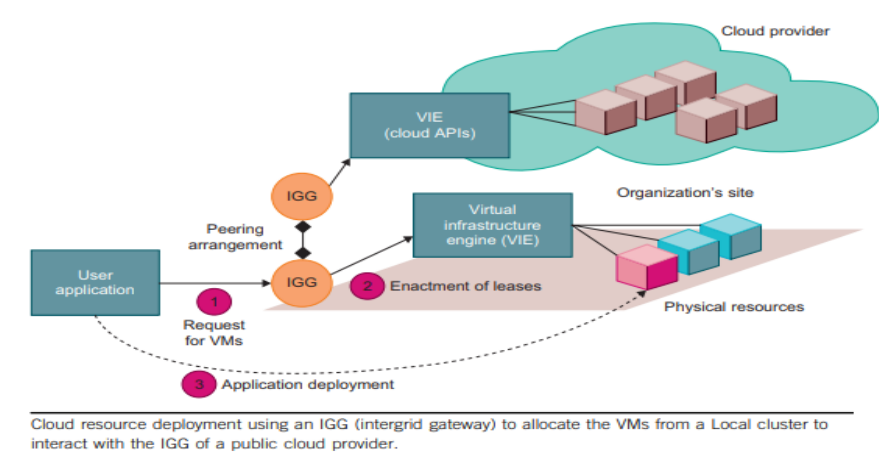 Cloud provider
VIE
(cloud APIs)
IGG
Organization's site
Virtual
infrastructure
engine (VIE)
Peering
arrangement
User
application
IGG
2 Enactment of leases
1
Request
for VMs
Physical resources
3 Application deployment
Cloud resource deployment using an IGG (intergrid gateway) to allocate the VMs from a Local cluster to
interact with the IGG of a public cloud provider.